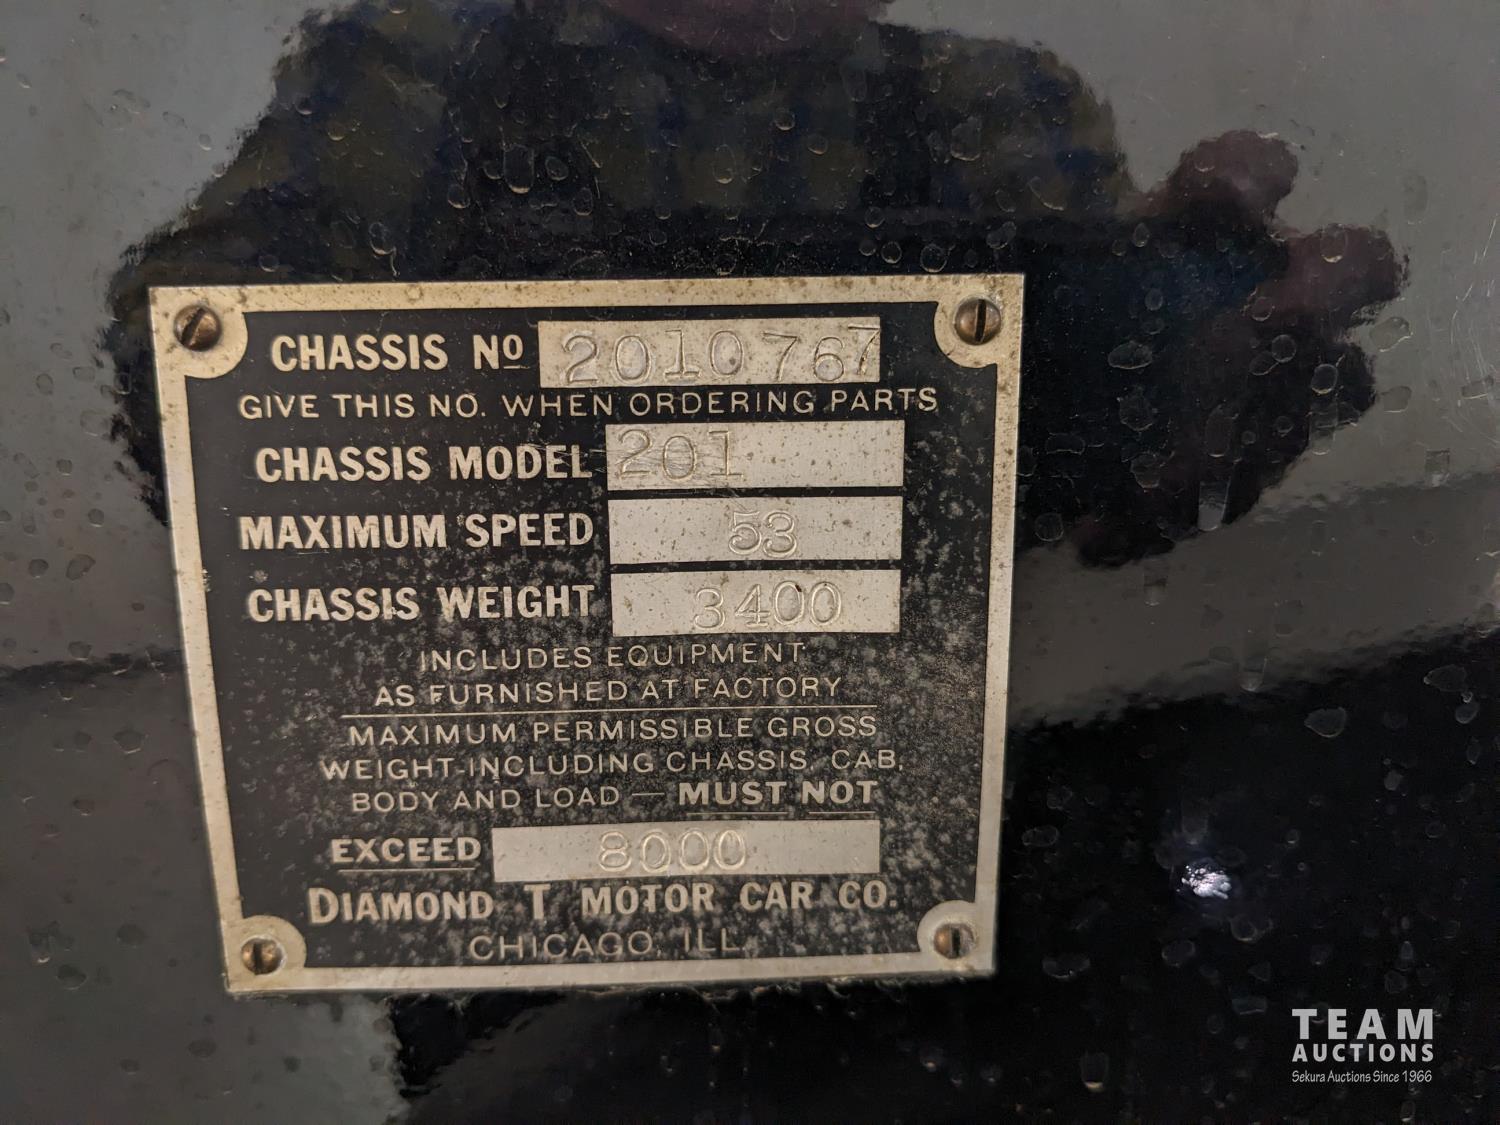 CHASSIS No 2010767
GIVE THIS NO. WHEN ORDERING PARTS
CHASSIS MODEL 201
MAXIMUM SPEED 53
CHASSIS WEIGHT 3400
INCLUDES EQUIPMENT
AS FURNISHED AT FACTORY
MAXIMUM PERMISSIBLE GROSS
WEIGHT-INCLUDING CHASSIS, CAB,
BODY AND LOAD — MUST NOT
EXCEED 8000
DIAMOND T MOTOR CAR CO.
CHICAGO, ILL.
TEAM
AUCTIONS
Sekura Auctions Since 1966